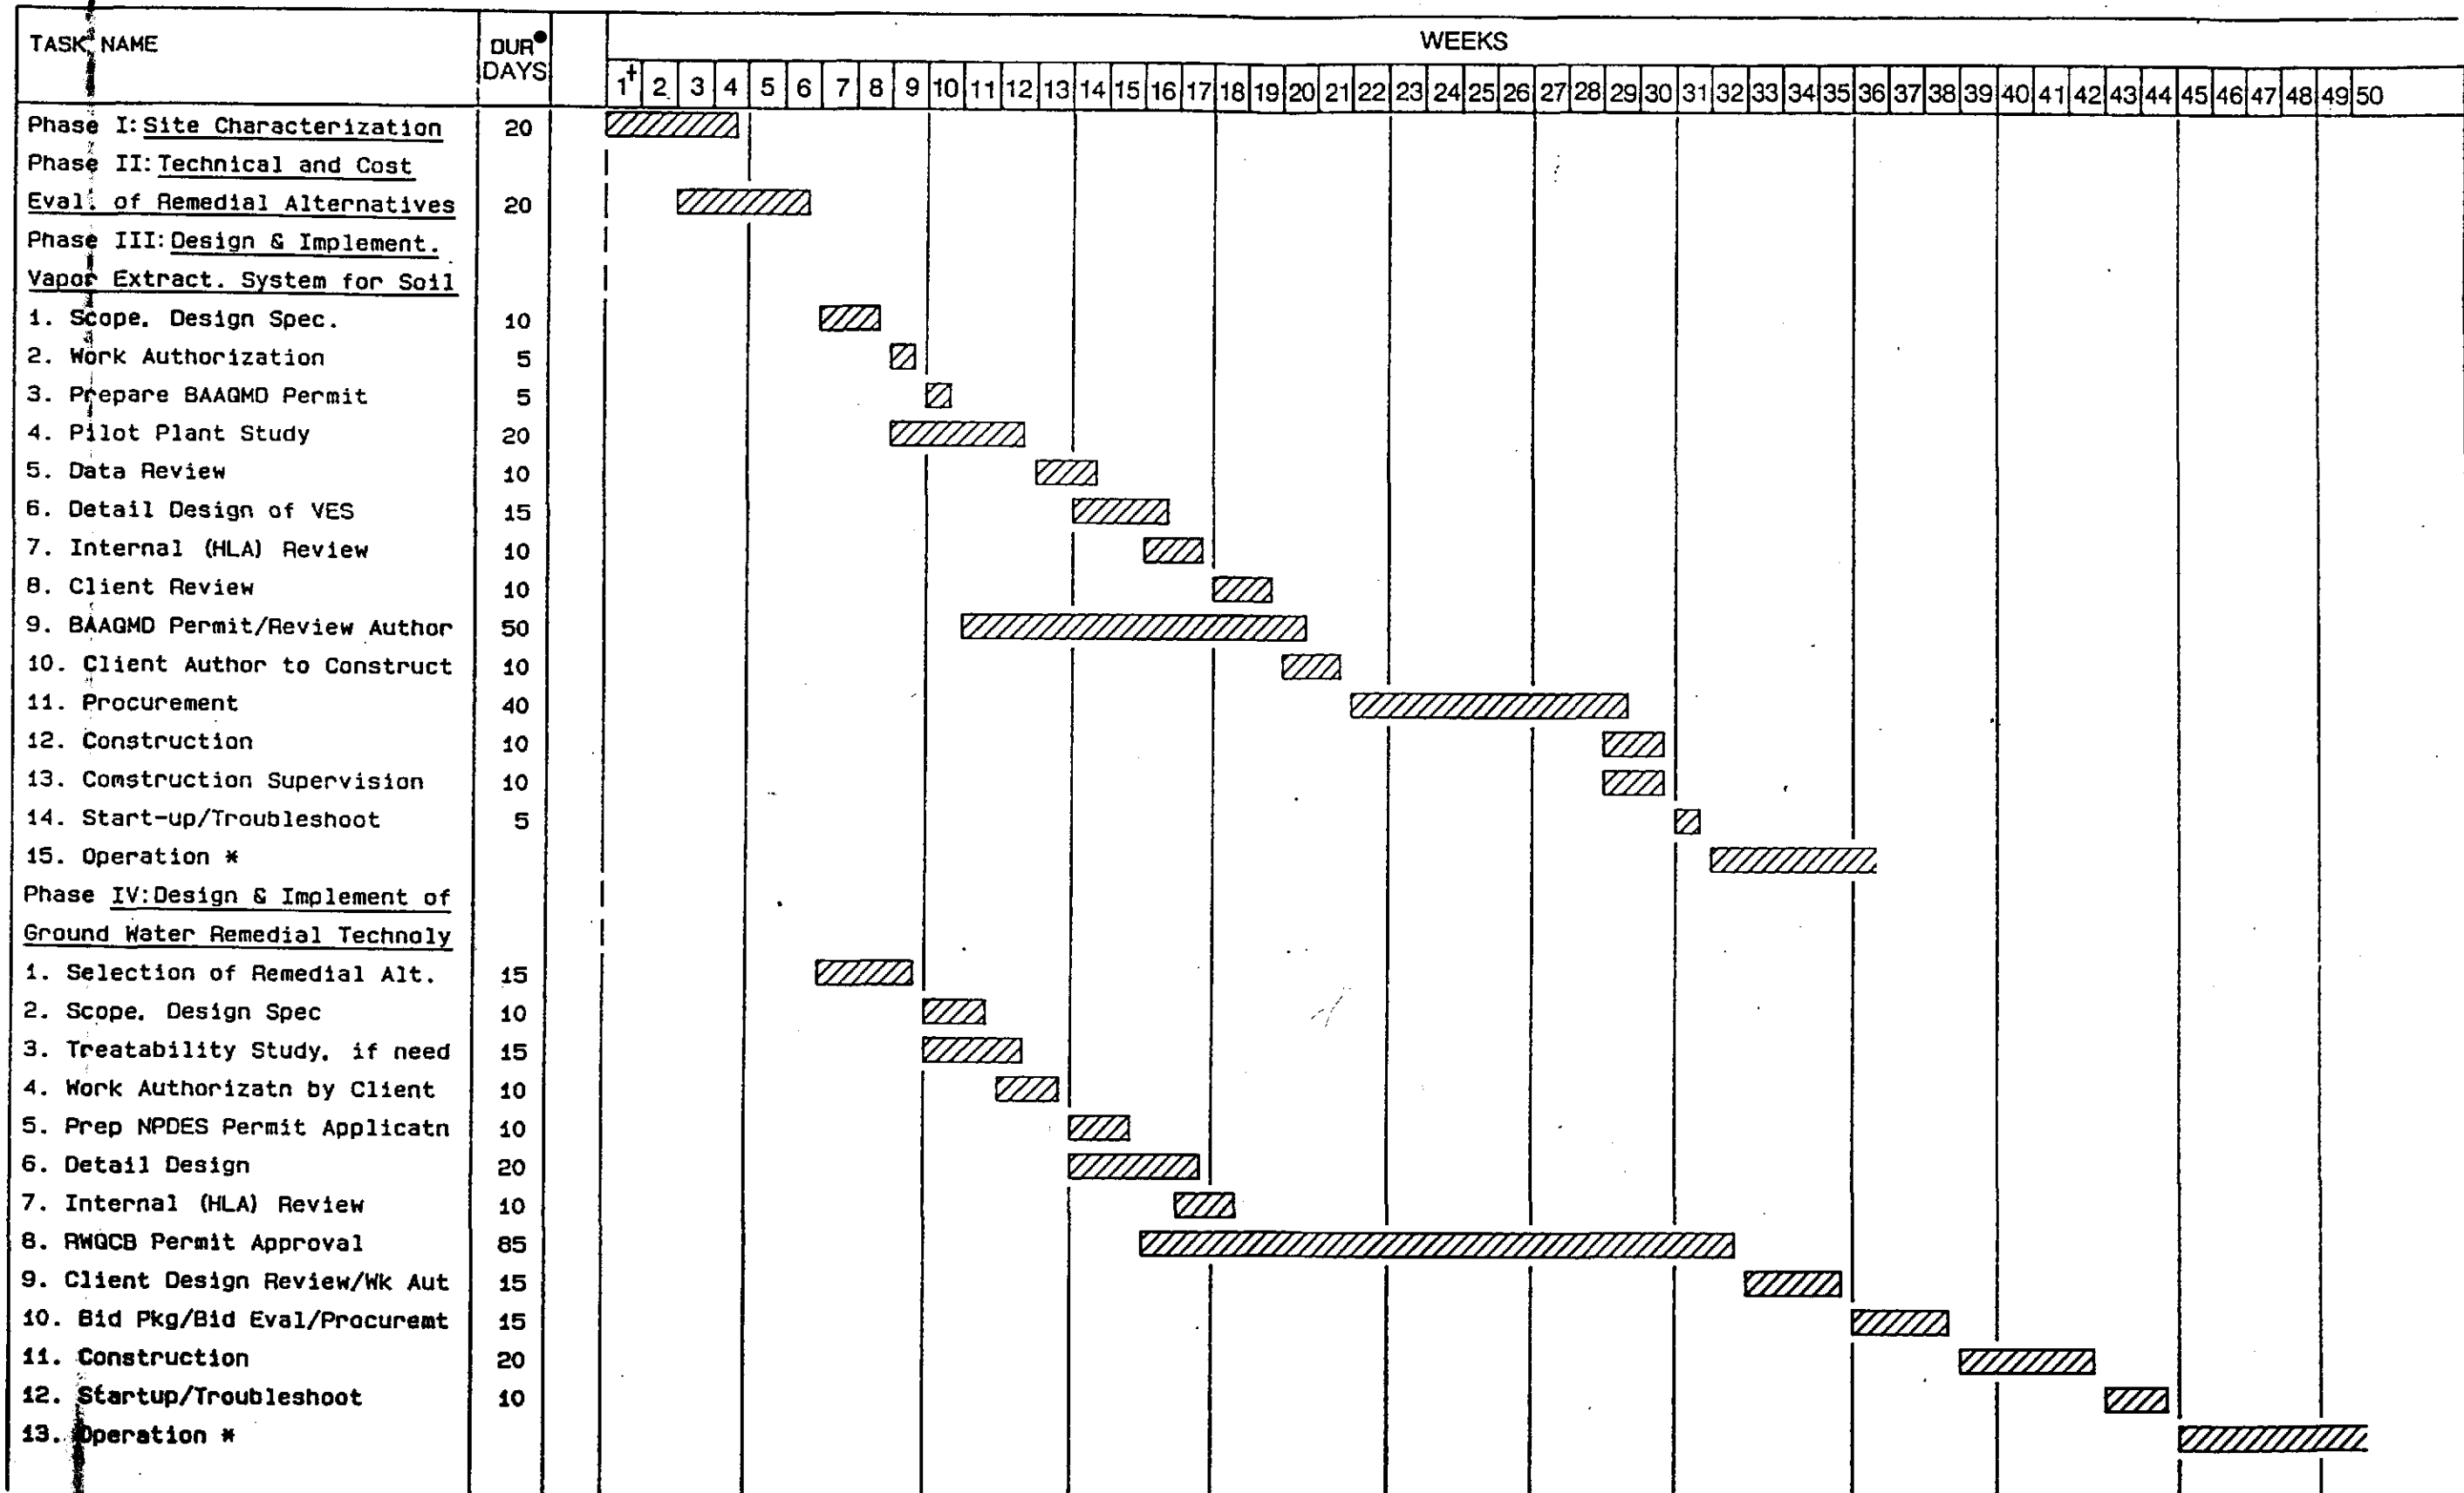 TASK NAME DUR● DAYS WEEKS
1† 2 3 4 5 6 7 8 9 10 11 12 13 14 15 16 17 18 19 20 21 22 23 24 25 26 27 28 29 30 31 32 33 34 35 36 37 38 39 40 41 42 43 44 45 46 47 48 49 50
Phase I: Site Characterization 20
Phase II: Technical and Cost
Eval. of Remedial Alternatives 20
Phase III: Design & Implement.
Vapor Extract. System for Soil
1. Scope. Design Spec. 10
2. Work Authorization 5
3. Prepare BAAQMD Permit 5
4. Pilot Plant Study 20
5. Data Review 10
6. Detail Design of VES 15
7. Internal (HLA) Review 10
8. Client Review 10
9. BAAQMD Permit/Review Author 50
10. Client Author to Construct 10
11. Procurement 40
12. Construction 10
13. Comstruction Supervision 10
14. Start-up/Troubleshoot 5
15. Operation *
Phase IV: Design & Implement of
Ground Water Remedial Technoly
1. Selection of Remedial Alt. 15
2. Scope. Design Spec 10
3. Treatability Study. if need 15
4. Work Authorizatn by Client 10
5. Prep NPDES Permit Applicatn 10
6. Detail Design 20
7. Internal (HLA) Review 10
8. RWQCB Permit Approval 85
9. Client Design Review/Wk Aut 15
10. Bid Pkg/Bid Eval/Procuremt 15
11. Construction 20
12. Startup/Troubleshoot 10
13. Operation *